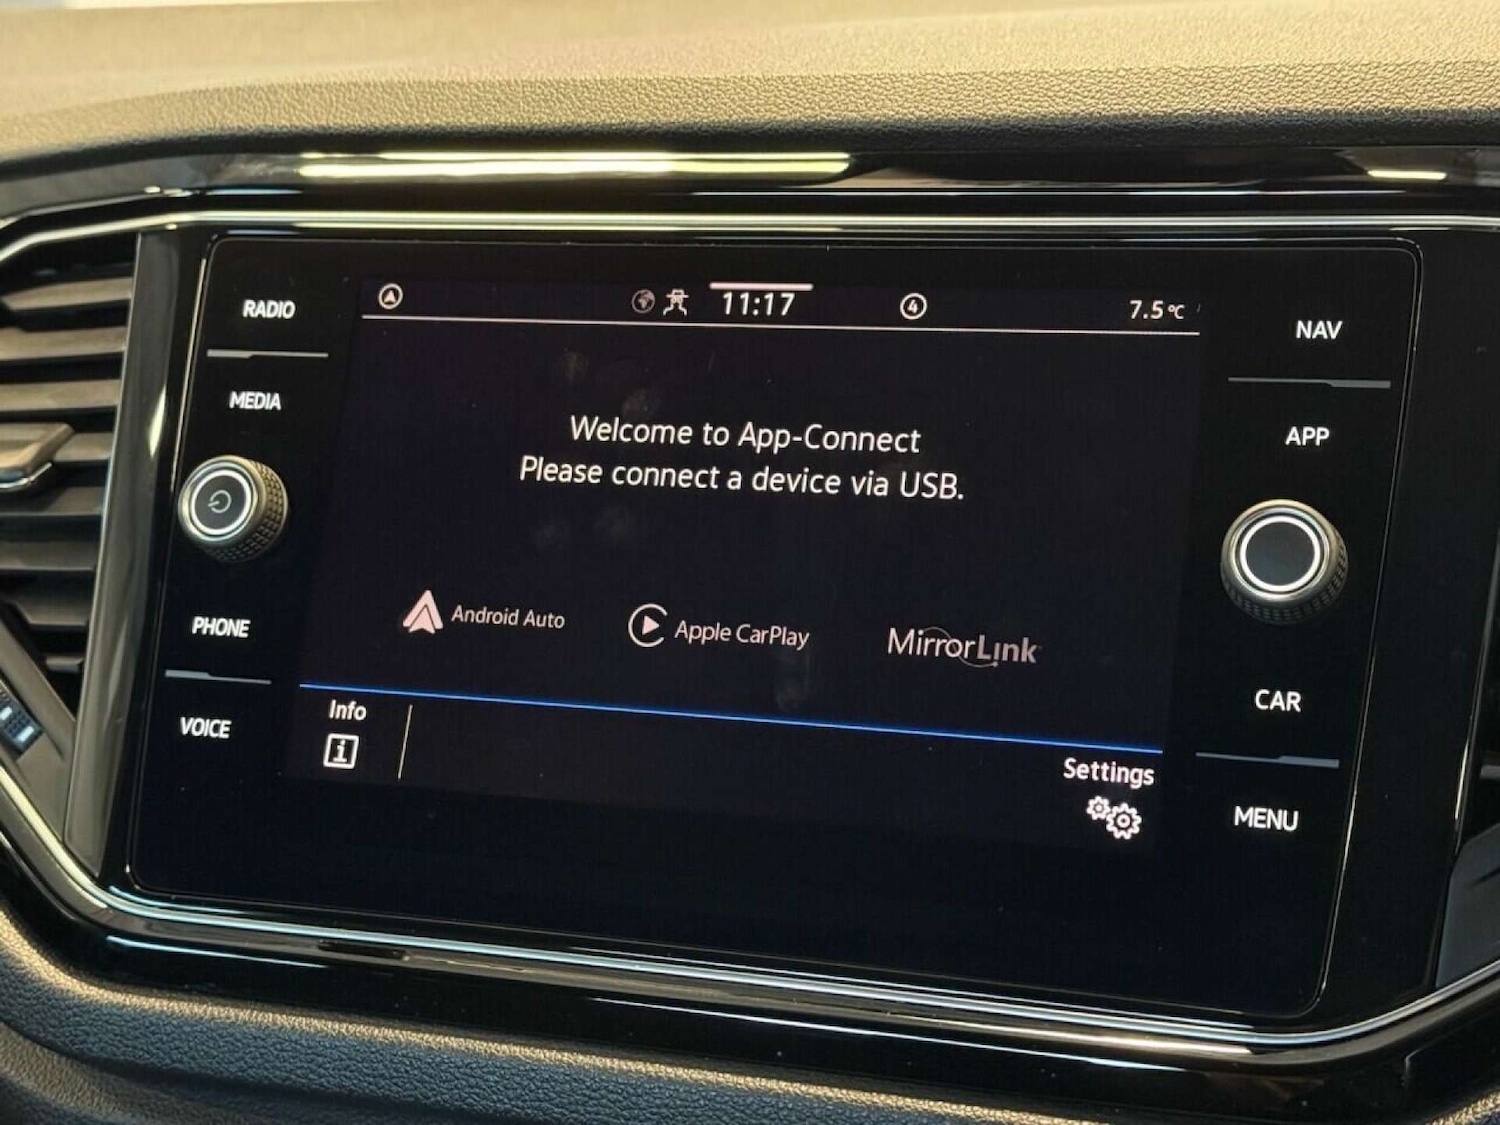 RADIO
MEDIA
PHONE
VOICE
11:17
4
7.5°C
Welcome to App-Connect
Please connect a device via USB.
Android Auto
Apple CarPlay
MirrorLink
Info
i
Settings
NAV
APP
CAR
MENU